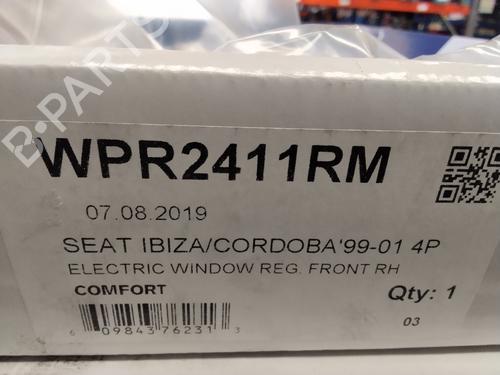 B-PARTS
WPR2411RM
07.08.2019
SEAT IBIZA/CORDOBA'99-01 4P
ELECTRIC WINDOW REG. FRONT RH
COMFORT
Qty: 1
6 09843 76231 3
03